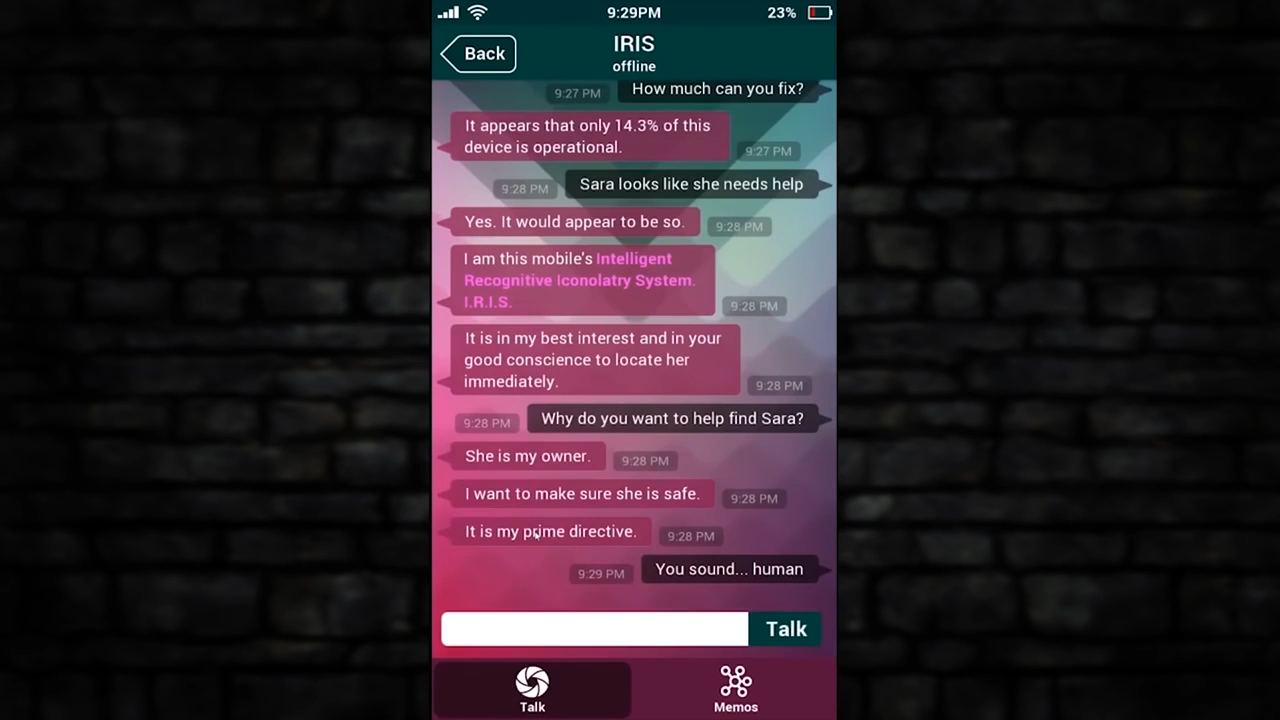 9:29PM
23%
Back
IRIS
offline
How much can you fix?
9:27 PM
It appears that only 14.3% of this
device is operational.
9:27 PM
Sara looks like she needs help
9:28 PM
Yes. It would appear to be so.
9:28 PM
I am this mobile's Intelligent
Recognitive Iconolatry System.
I.R.I.S.
9:28 PM
It is in my best interest and in your
good conscience to locate her
immediately.
9:28 PM
Why do you want to help find Sara?
9:28 PM
She is my owner.
9:28 PM
I want to make sure she is safe.
9:28 PM
It is my prime directive.
9:28 PM
You sound... human
9:29 PM
Talk
Talk
Memos